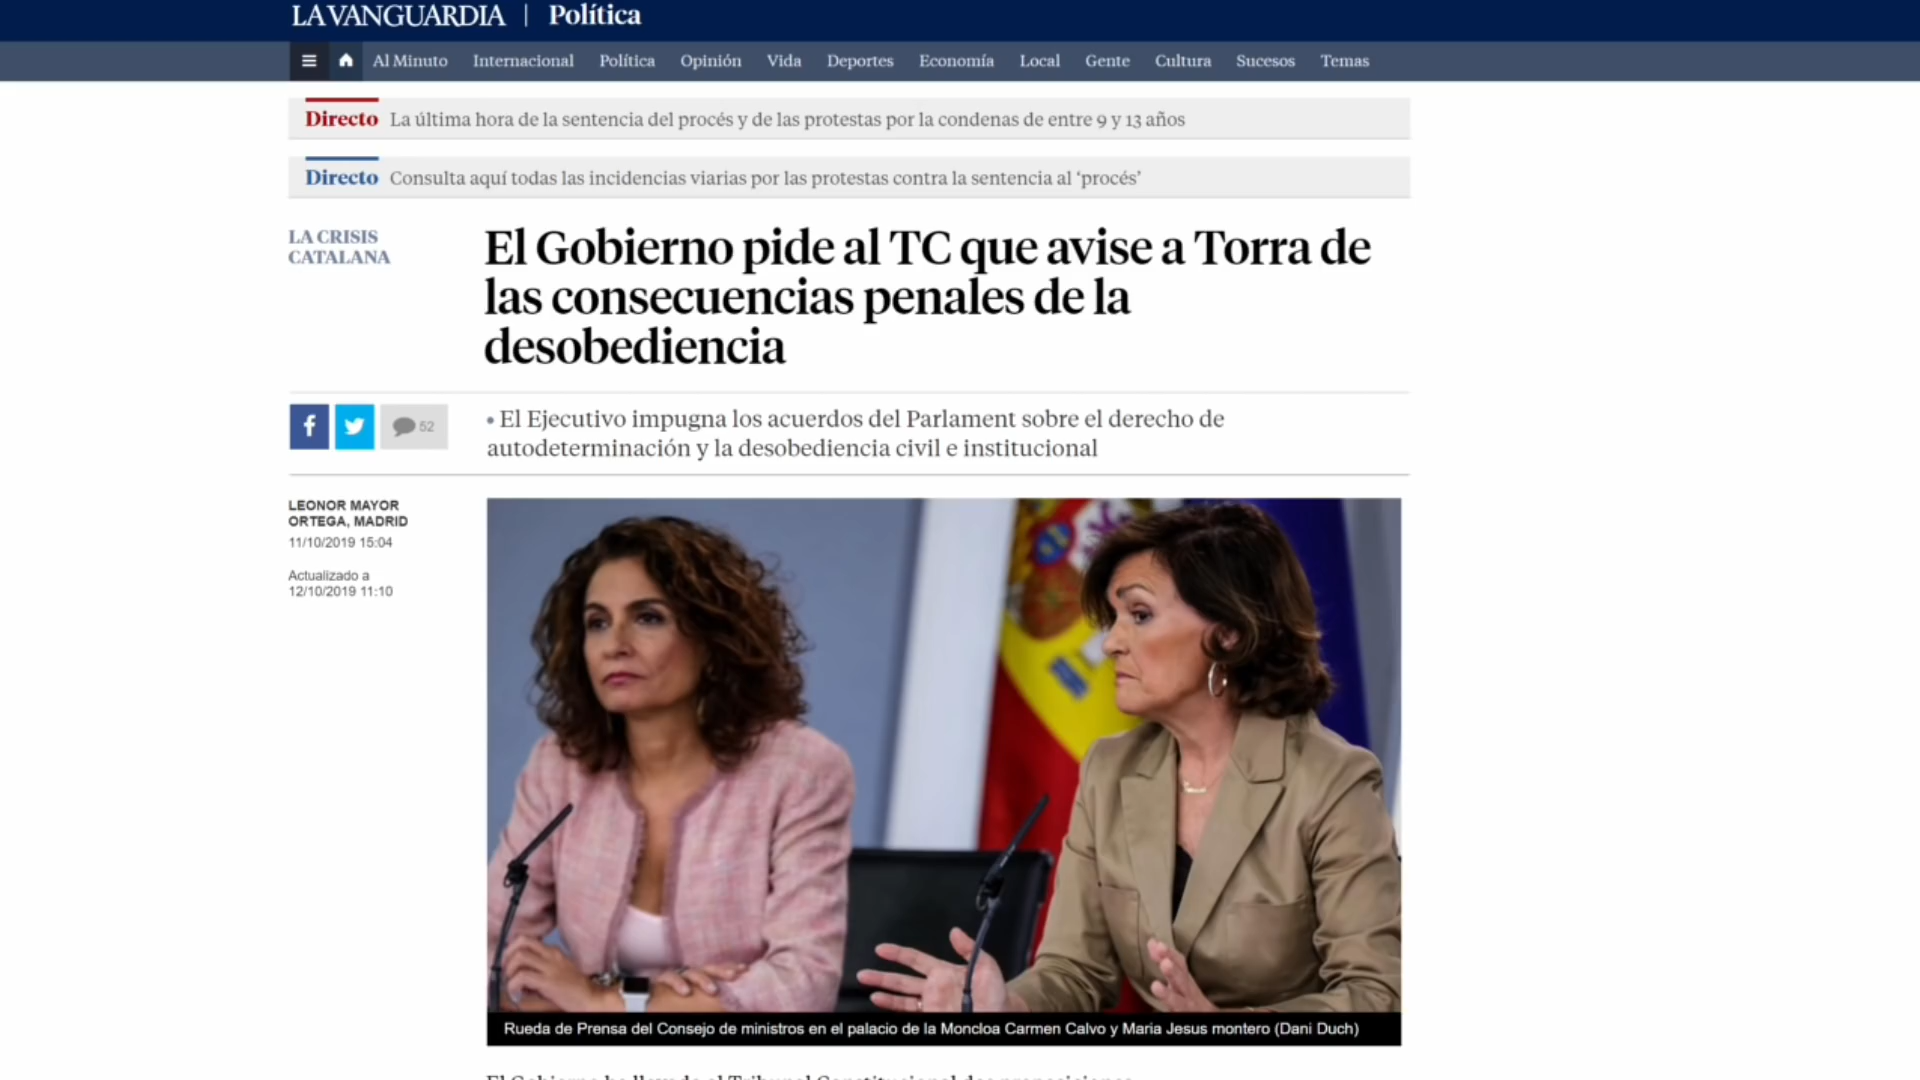 LAVANGUARDIA | Política
Al Minuto Internacional Política Opinión Vida Deportes Economía Local Gente Cultura Sucesos Temas
Directo La última hora de la sentencia del procés y de las protestas por la condenas de entre 9 y 13 años
Directo Consulta aquí todas las incidencias viarias por las protestas contra la sentencia al ‘procés’
LA CRISIS
CATALANA
El Gobierno pide al TC que avise a Torra de
las consecuencias penales de la
desobediencia
f 52
• El Ejecutivo impugna los acuerdos del Parlament sobre el derecho de
autodeterminación y la desobediencia civil e institucional
LEONOR MAYOR
ORTEGA, MADRID
11/10/2019 15:04
Actualizado a
12/10/2019 11:10
Rueda de Prensa del Consejo de ministros en el palacio de la Moncloa Carmen Calvo y Maria Jesus montero (Dani Duch)
El Gobierno ha llevado al Tribunal Constitucional dos proposiciones